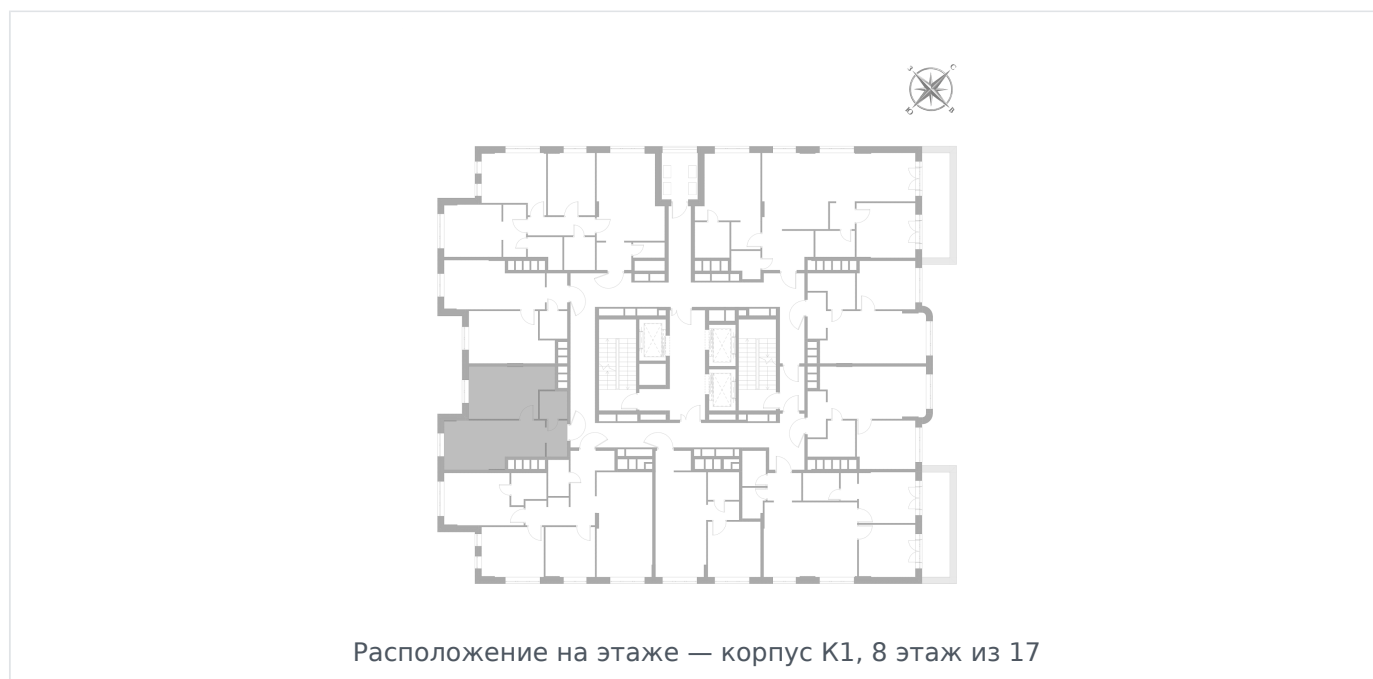 З С
Ю В
Расположение на этаже — корпус К1, 8 этаж из 17